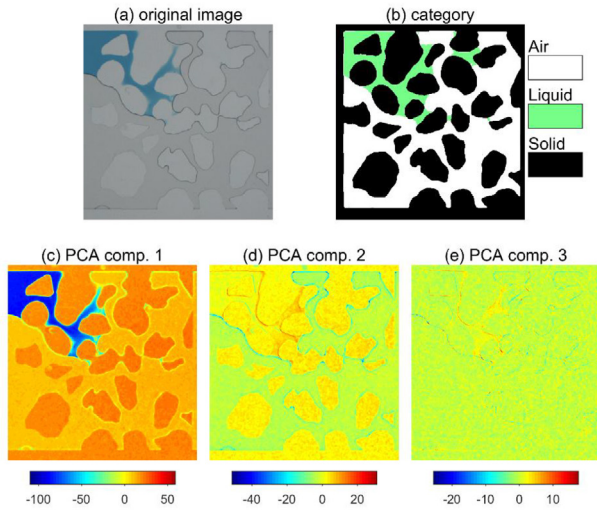 (a) original image
(b) category
Air
Liquid
Solid
(c) PCA comp. 1
(d) PCA comp. 2
(e) PCA comp. 3
-100 -50 0 50
-40 -20 0 20
-20 -10 0 10